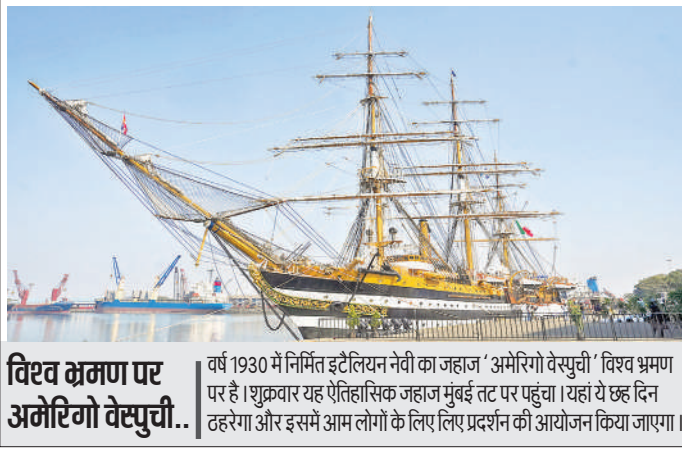 विश्व भ्रमण पर
अमेरिगो वेस्पुची..
वर्ष 1930 में निर्मित इटैलियन नेवी का जहाज ‘अमेरिगो वेस्पुची’ विश्व भ्रमण
पर है। शुक्रवार यह ऐतिहासिक जहाज मुंबई तट पर पहुंचा। यहां ये छह दिन
ठहरेगा और इसमें आम लोगों के लिए लिए प्रदर्शन की आयोजन किया जाएगा।